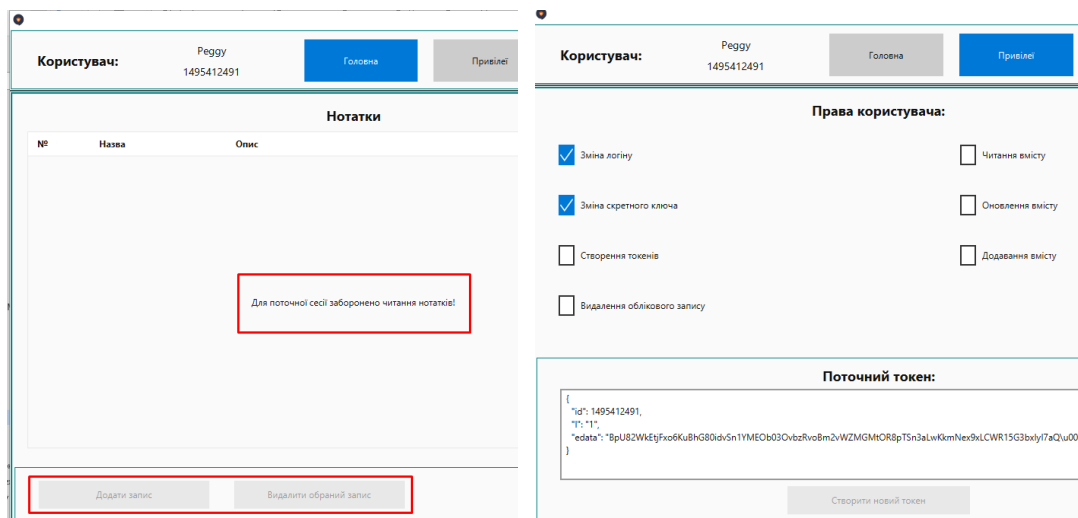 Користувач:
Peggy
1495412491
Головна
Привілеї
Нотатки
№ Назва Опис
Для поточної сесії заборонено читання нотатків!
Додати запис
Видалити обраний запис
Користувач:
Peggy
1495412491
Головна
Привілеї
Права користувача:
Зміна логіну
Читання вмісту
Зміна скретного ключа
Оновлення вмісту
Створення токенів
Додавання вмісту
Видалення облікового запису
Поточний токен:
{
"id": 1495412491,
"l": "1",
"edata": "BpU82WkEtjFxo6KuBhG80idvSn1YMEOb03OvbzRvoBm2vWZMGMtOR8pTSn3aLwKkmNex9xLCWR15G3bxlyI7aQ\u00
}
Створити новий токен